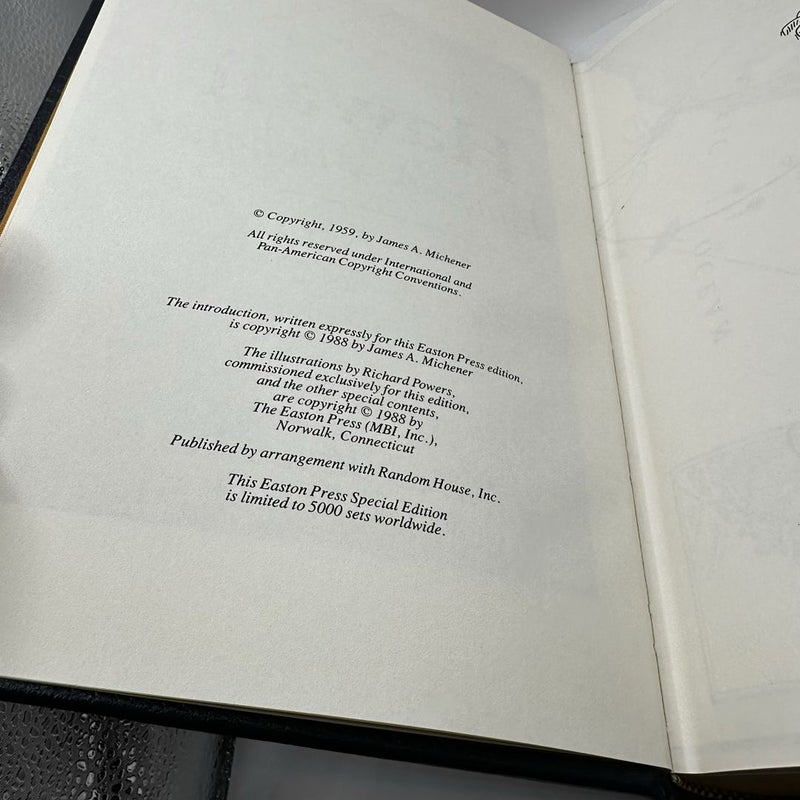 © Copyright, 1959, by James A. Michener
All rights reserved under International and
Pan-American Copyright Conventions.
The introduction, written expressly for this Easton Press edition,
is copyright © 1988 by James A. Michener
The illustrations by Richard Powers,
commissioned exclusively for this edition,
and the other special contents,
are copyright © 1988 by
The Easton Press (MBI, Inc.),
Norwalk, Connecticut
Published by arrangement with Random House, Inc.
This Easton Press Special Edition
is limited to 5000 sets worldwide.